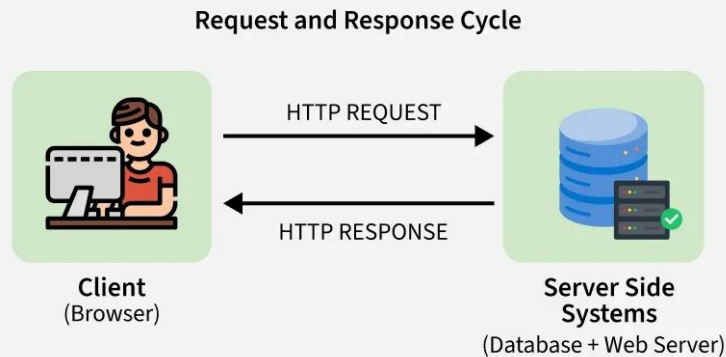 Request and Response Cycle
HTTP REQUEST
HTTP RESPONSE
Client
(Browser)
Server Side
Systems
(Database + Web Server)